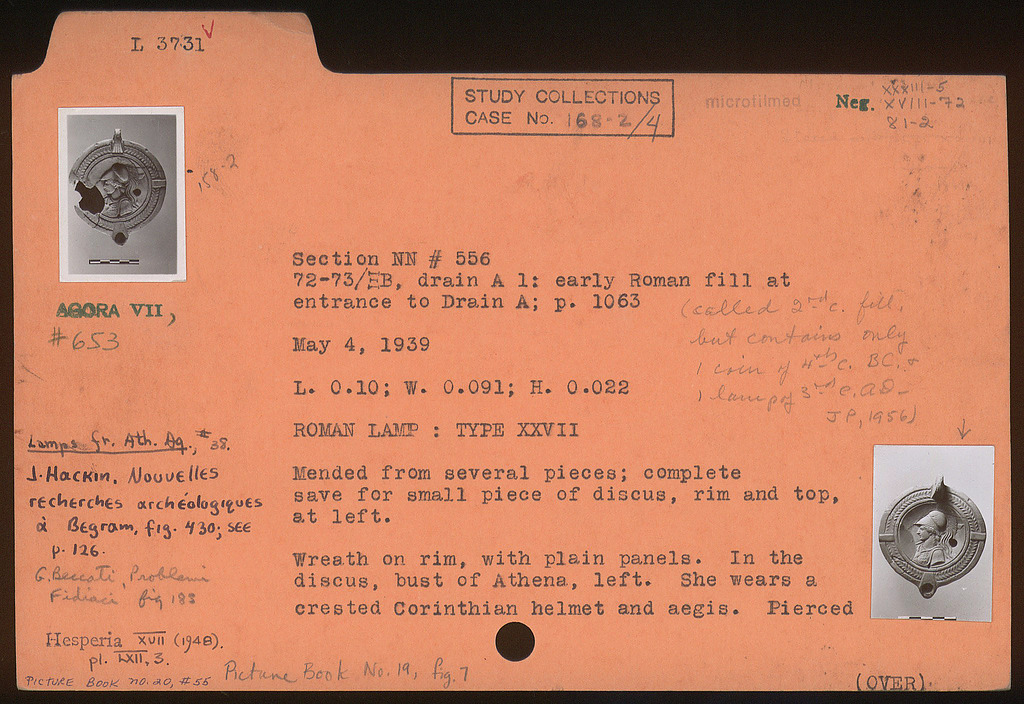 L 3731
STUDY COLLECTIONS
CASE No. 168-2/4
microfilmed
Neg. XXXIII-5
XVIII-72
81-2
158-2
AGORA VII,
#653
Section NN # 556
72-73/EB, drain A 1: early Roman fill at
entrance to Drain A; p. 1063
(called 2nd c. fill,
but contains only
1 coin of 4th c. BC. &
1 lamp of 3rd c. AD -
JP, 1956)
May 4, 1939
L. 0.10; W. 0.091; H. 0.022
ROMAN LAMP : TYPE XXVII
Mended from several pieces; complete
save for small piece of discus, rim and top,
at left.
Wreath on rim, with plain panels. In the
discus, bust of Athena, left. She wears a
crested Corinthian helmet and aegis. Pierced
Lamps fr. Ath. Ag., #38.
J. Hackin, Nouvelles
recherches archéologiques
à Begram, fig. 430; see
p. 126.
G. Beccati, Problemi
Fidiaci fig 183
Hesperia XVII (1948).
pl. LXII, 3.
PICTURE BOOK no. 20, #55
Picture Book No. 19, fig. 7
(OVER)